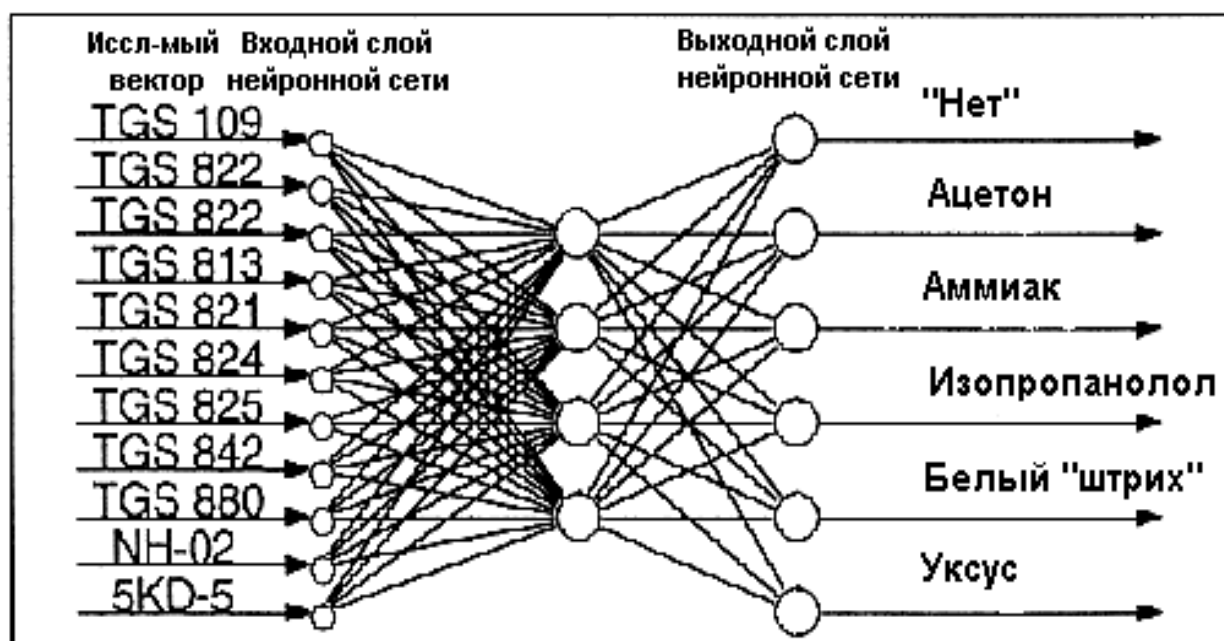 Иссл-мый
вектор
Входной слой
нейронной сети
Выходной слой
нейронной сети
TGS 109
TGS 822
TGS 822
TGS 813
TGS 821
TGS 824
TGS 825
TGS 842
TGS 880
NH-02
5KD-5
"Нет"
Ацетон
Аммиак
Изопропанолол
Белый "штрих"
Уксус